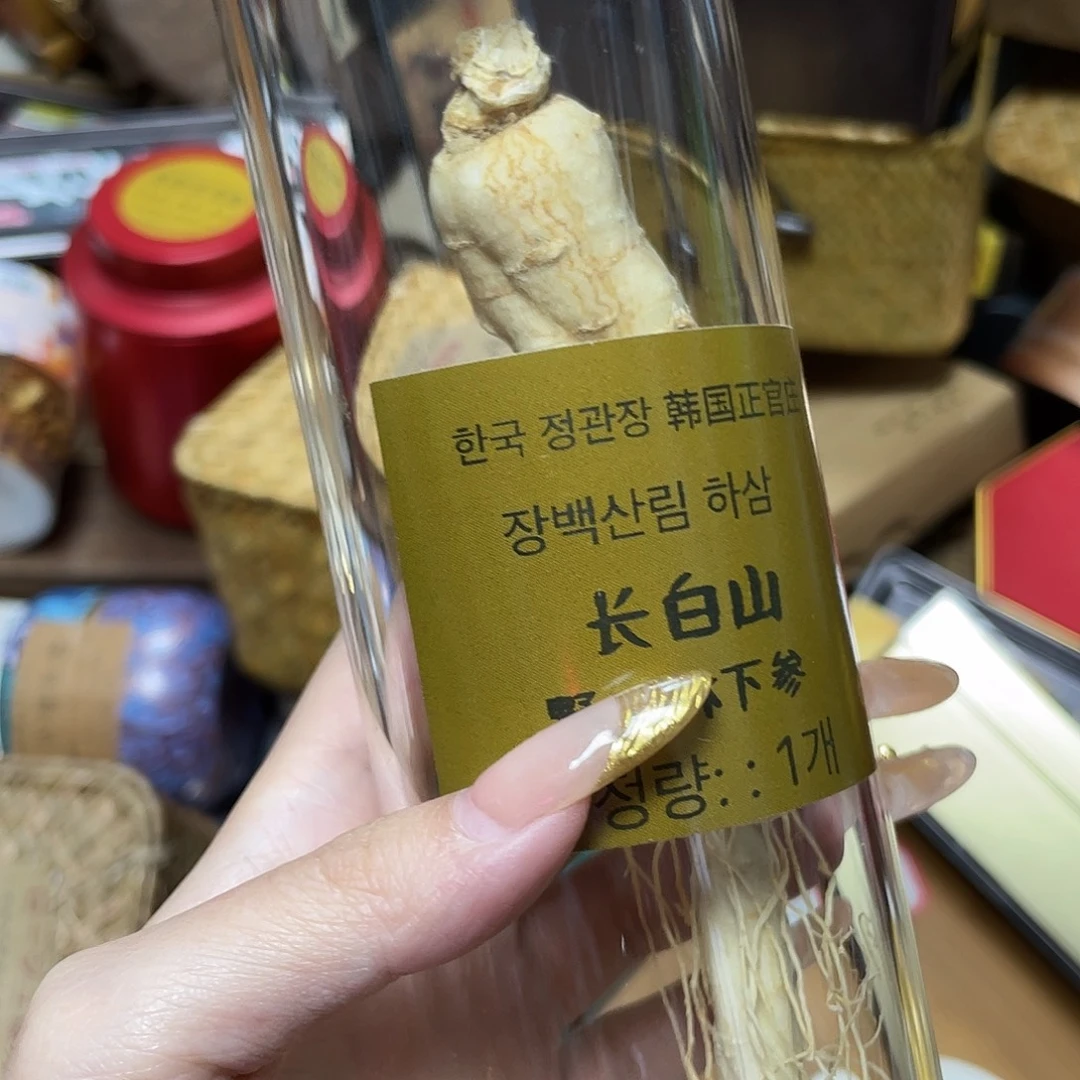 한국 정관장 韩国正官庄
장백산림 하삼
长白山
下参
정량: : 1개